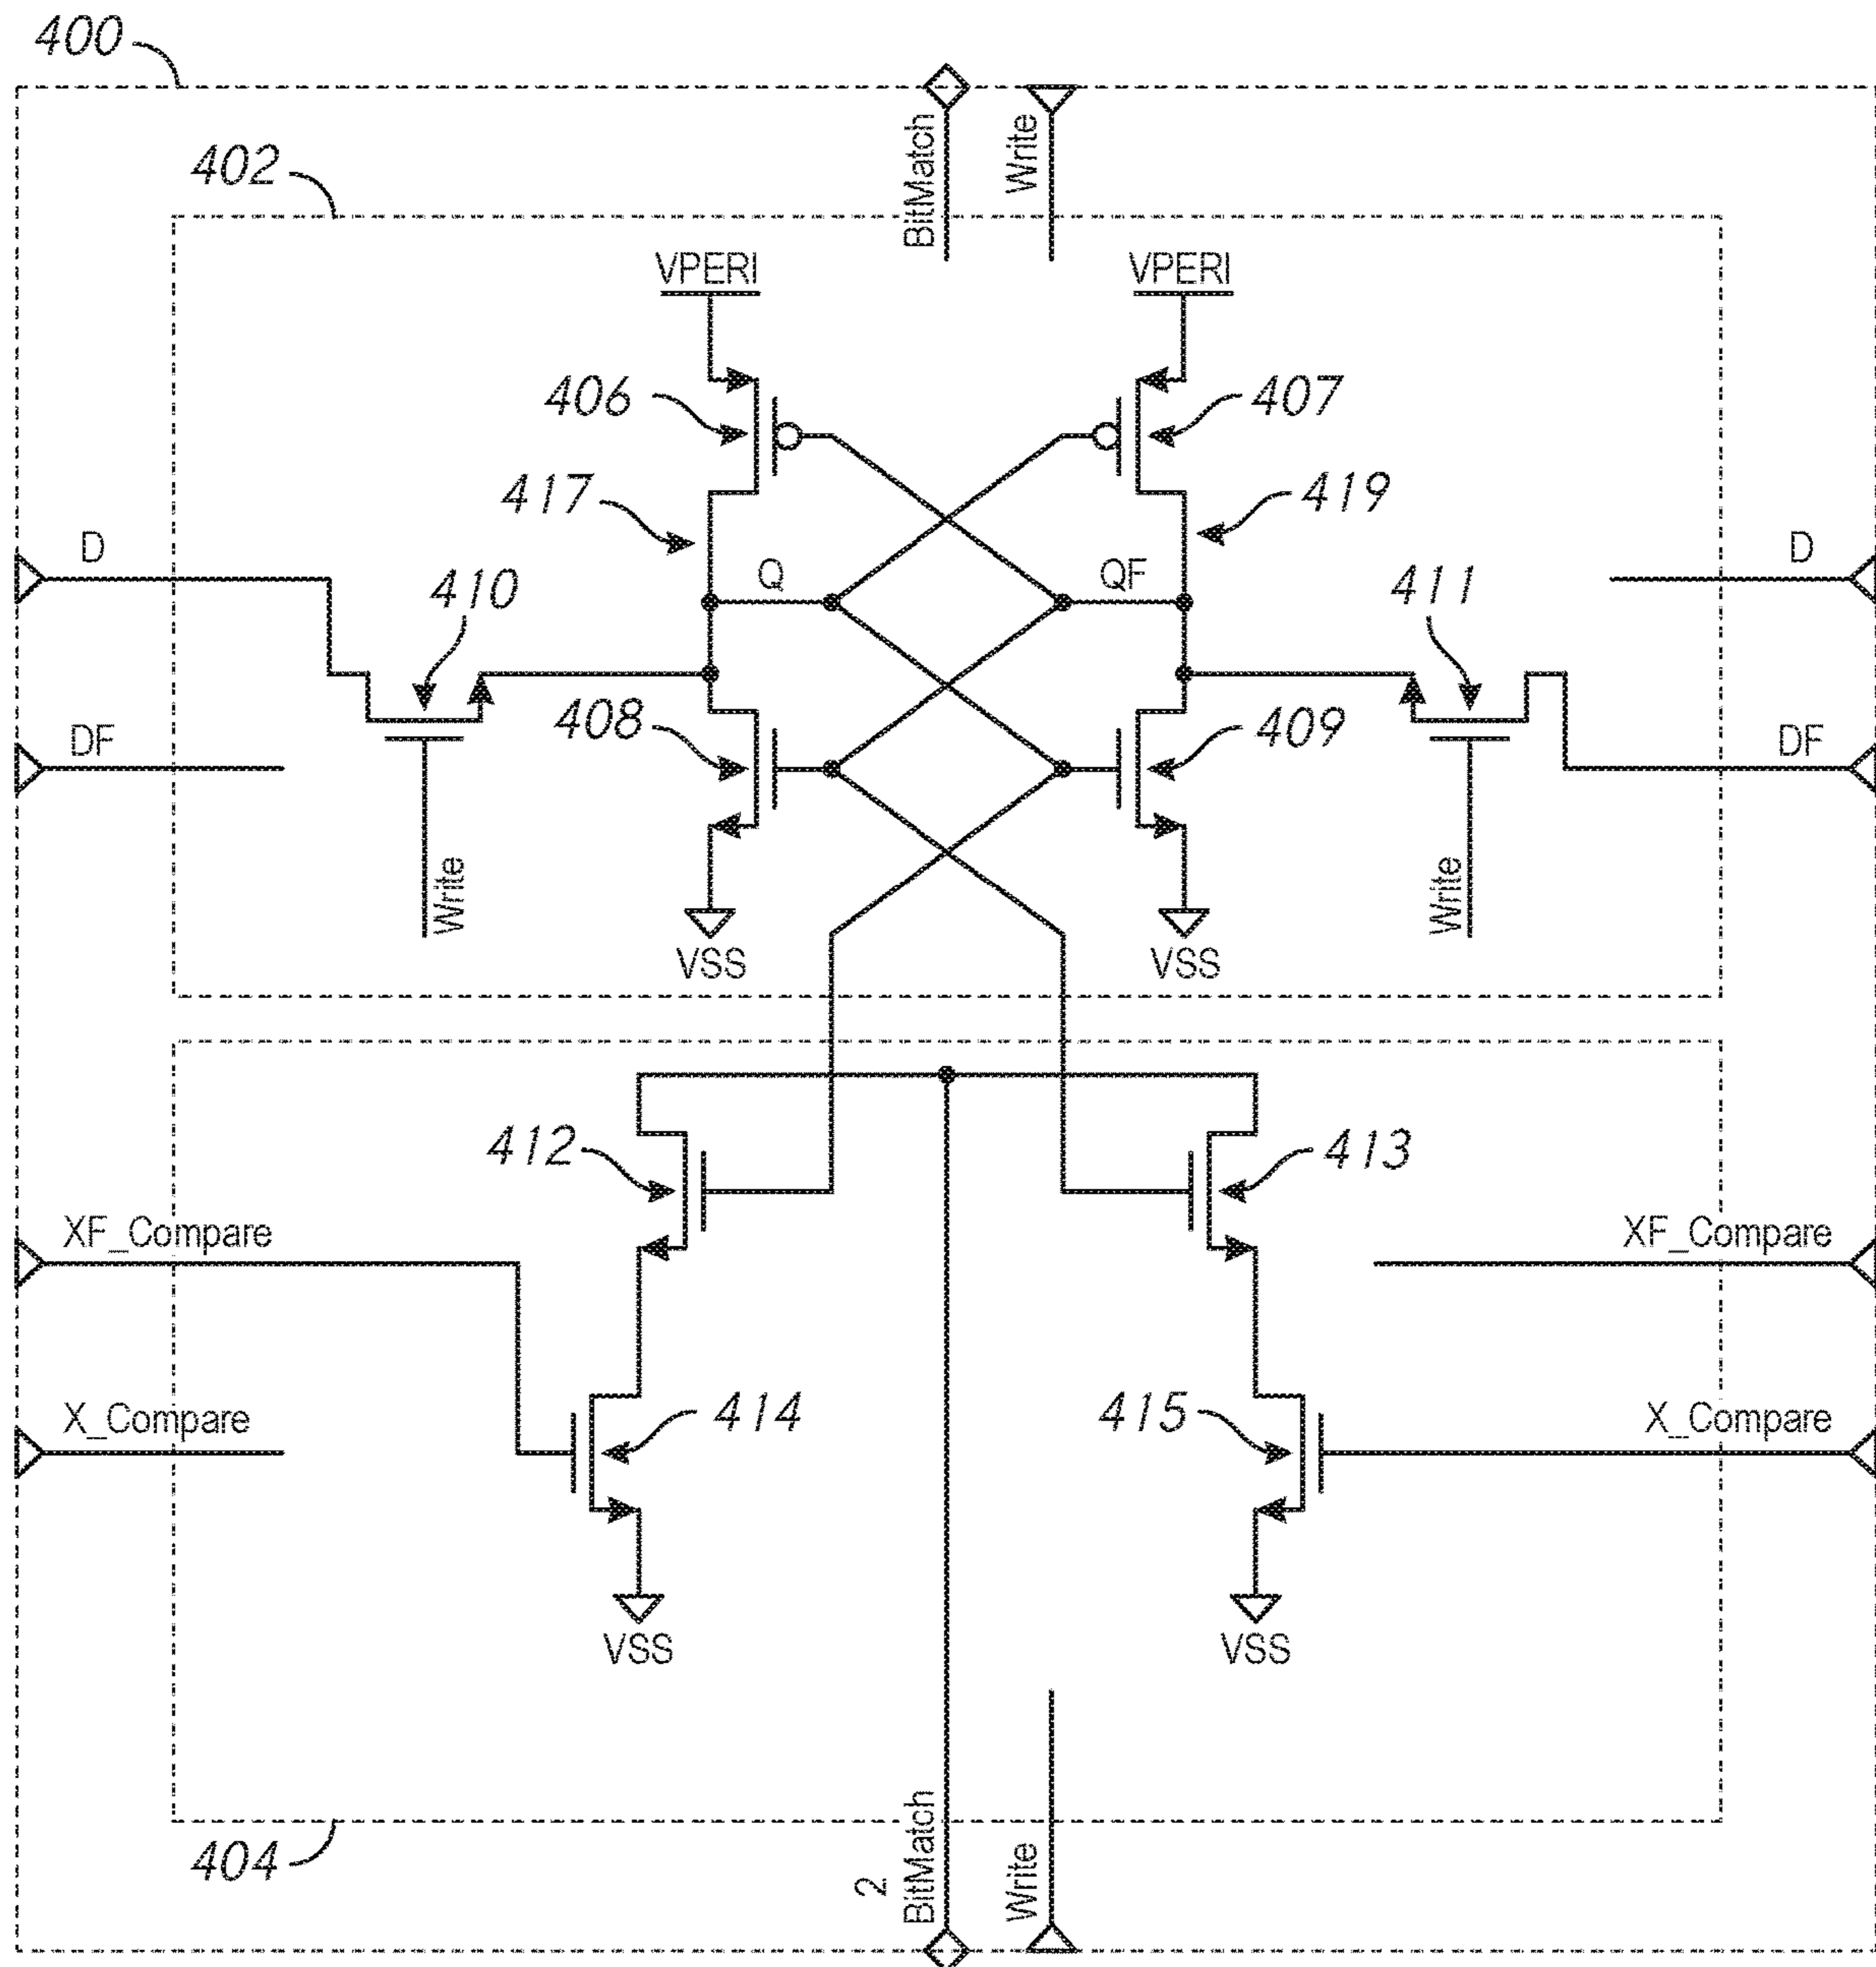 400
BitMatch
Write
402
VPERI VPERI
406 407
417 419
D Q QF D
410 411
DF 408 409 DF
Write Write
VSS VSS
412 413
XF_Compare XF_Compare
X_Compare 414 415 X_Compare
VSS VSS
404
2
BitMatch
Write